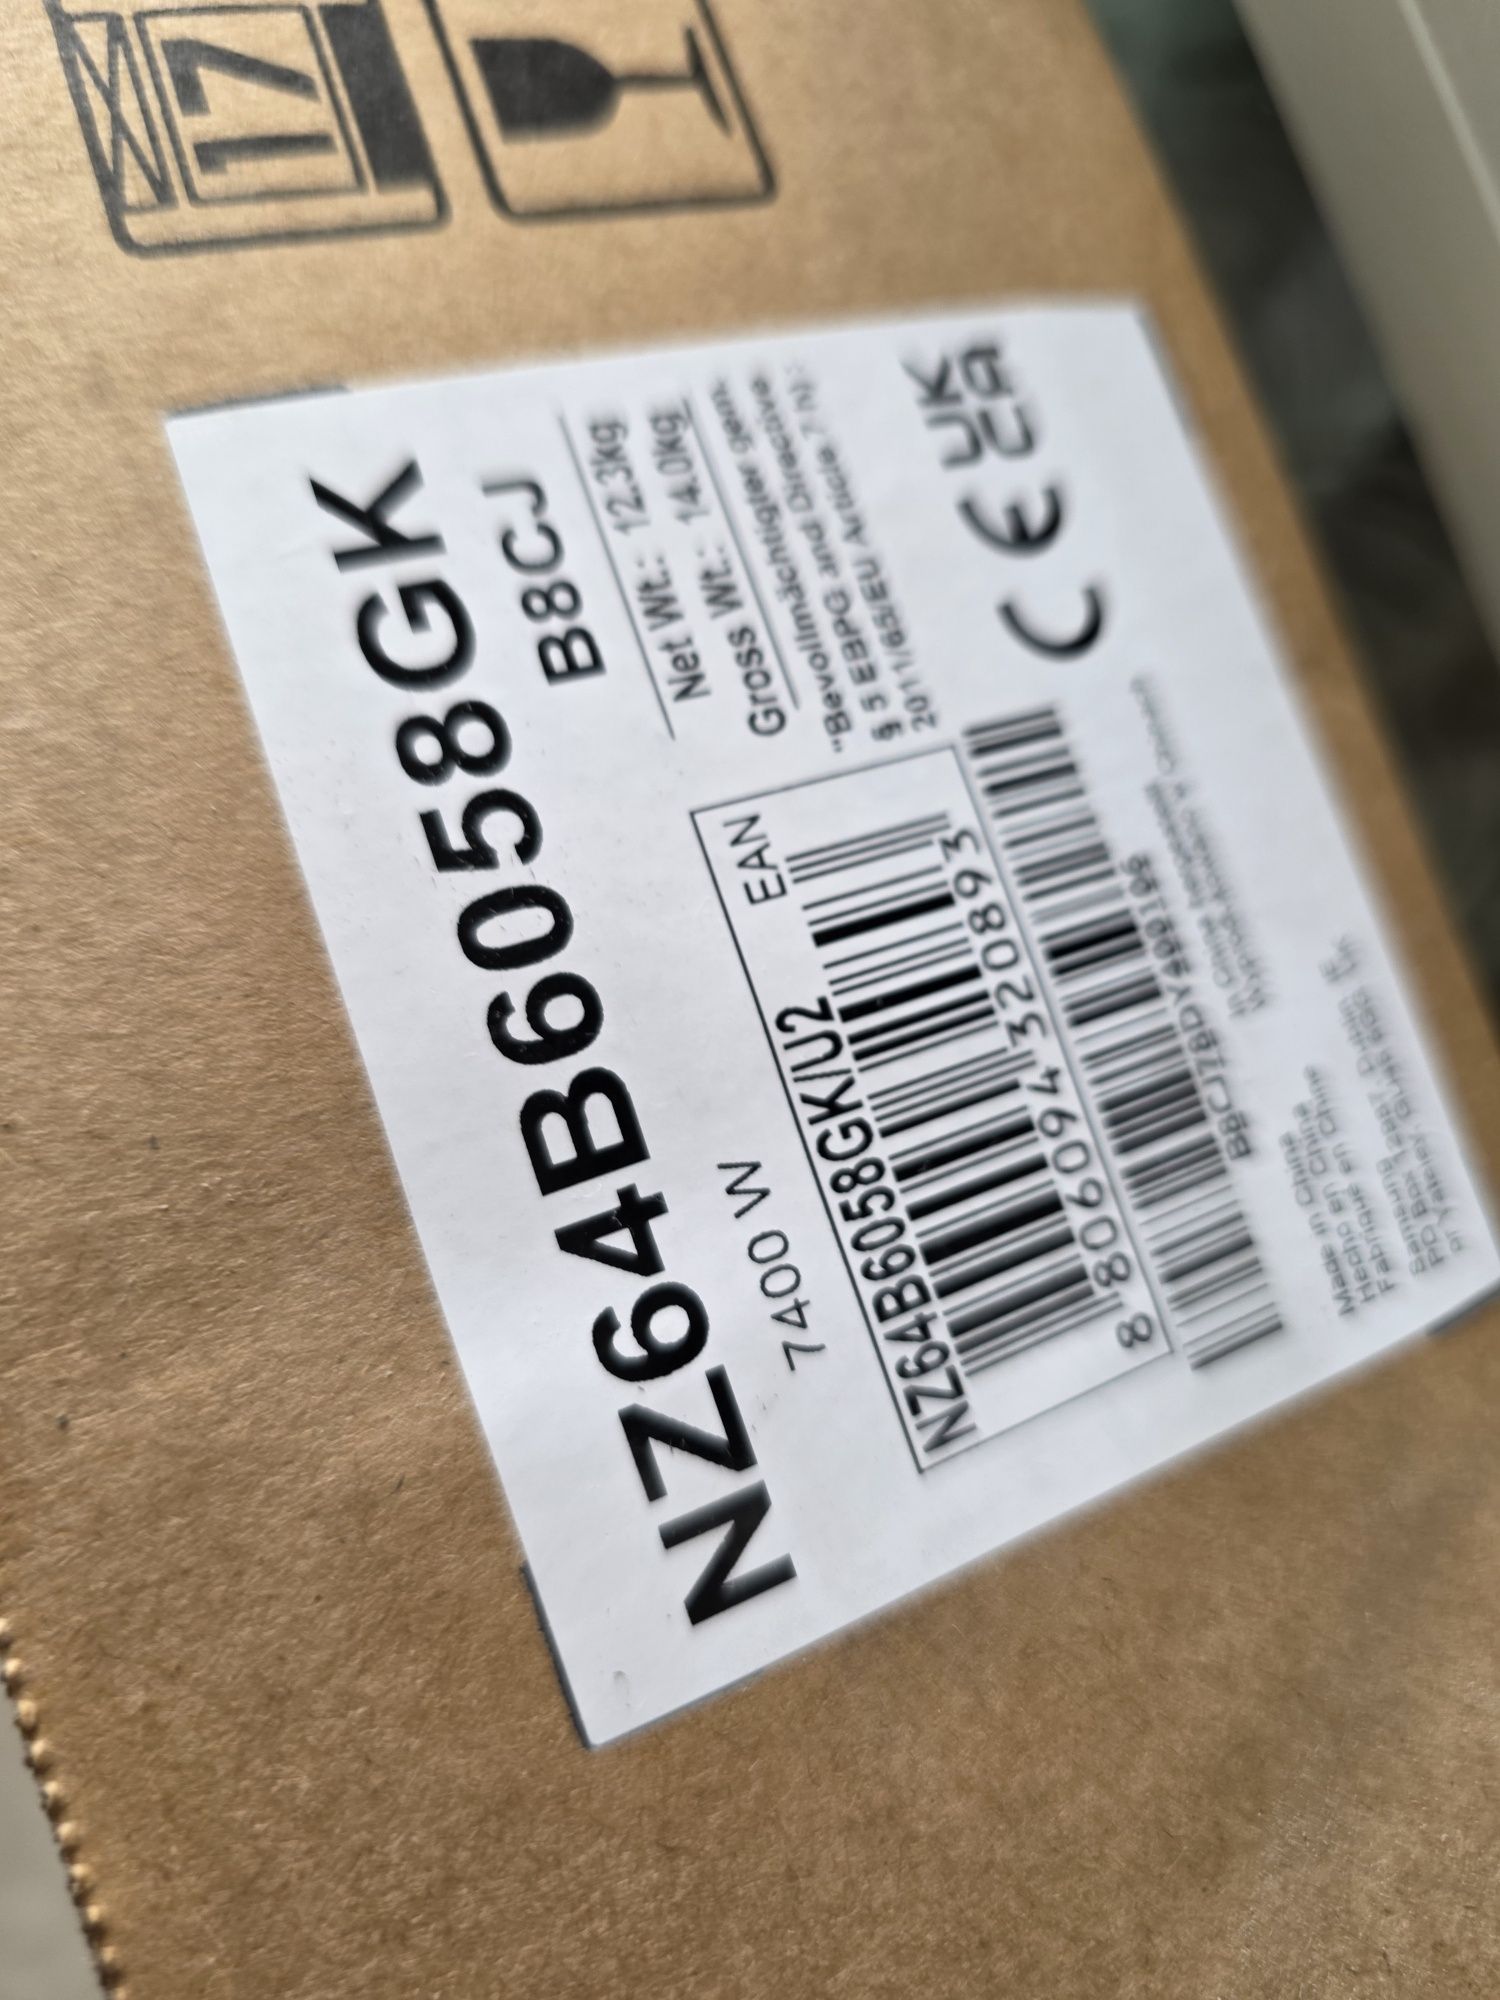 17
NZ64B6058GK
B8CJ
7400 W
Net Wt.: 12.3kg
Gross Wt.: 14.0kg
"Bevollmächtigter gem.
§ 5 EBPG and Directive
2011/65/EU Article.7 h):
EAN
NZ64B6058GK/U2
8 806094 320893
UK
CA
CE
Made in China
Hecho en China
Fabriqué en Chine